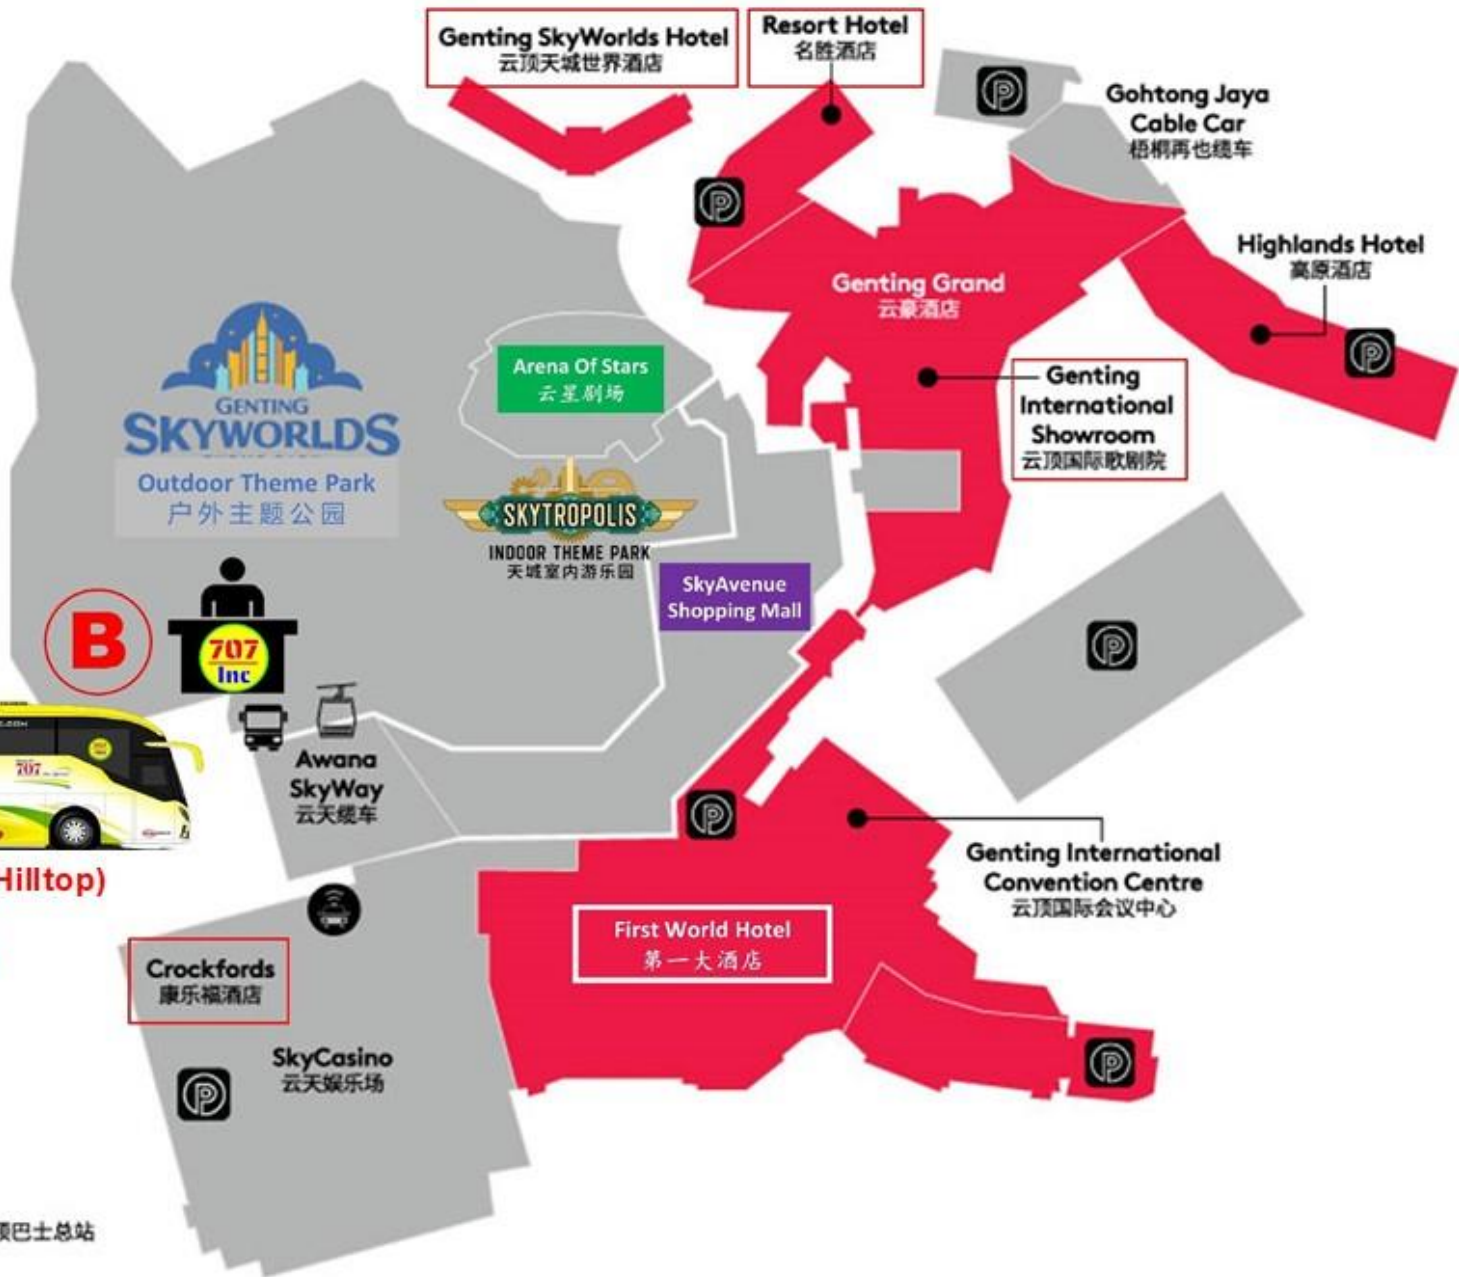 Genting SkyWorlds Hotel
云顶天城世界酒店
Resort Hotel
名胜酒店
Gohtong Jaya
Cable Car
梧桐再也缆车
Highlands Hotel
高原酒店
Genting Grand
云豪酒店
Genting
International
Showroom
云顶国际歌剧院
Arena Of Stars
云星剧场
GENTING
SKYWORLDS
Outdoor Theme Park
户外主题公园
SKYTROPOLIS
INDOOR THEME PARK
天城室内游乐园
SkyAvenue
Shopping Mall
B
707
Inc
707
Awana
SkyWay
云天缆车
Hilltop)
Genting International
Convention Centre
云顶国际会议中心
First World Hotel
第一大酒店
Crockfords
康乐福酒店
SkyCasino
云天娱乐场
巴士总站